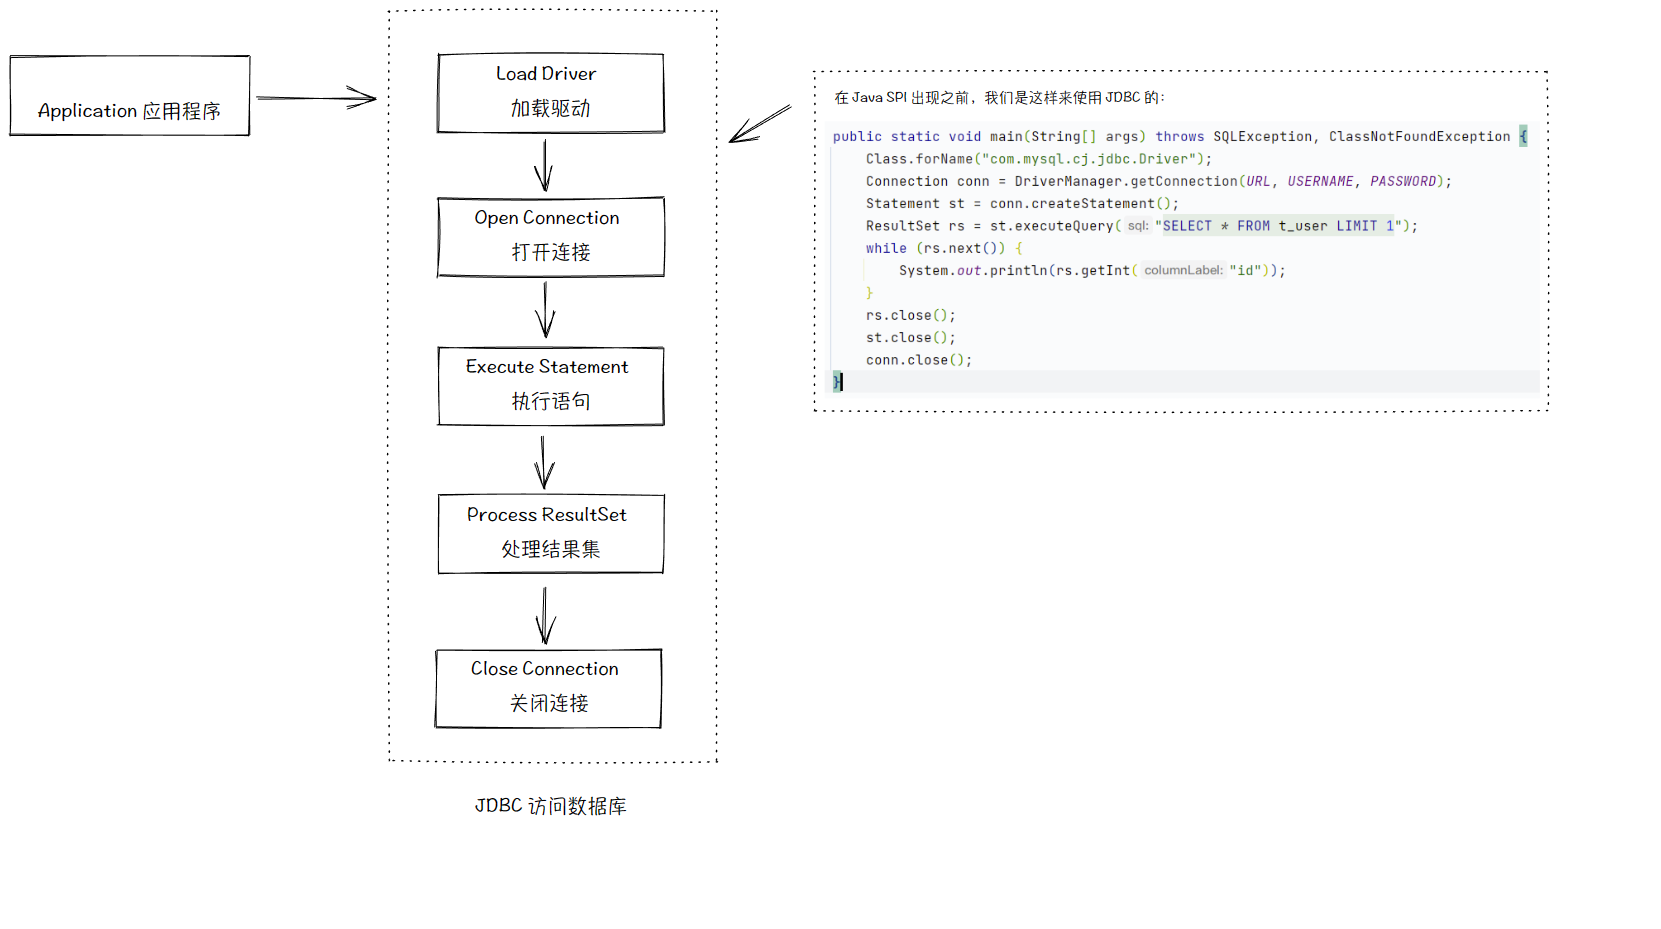 Application 应用程序
Load Driver
加载驱动
Open Connection
打开连接
Execute Statement
执行语句
Process ResultSet
处理结果集
Close Connection
关闭连接
JDBC 访问数据库
在 Java SPI 出现之前，我们是这样来使用 JDBC 的：
public static void main(String[] args) throws SQLException, ClassNotFoundException {
Class.forName("com.mysql.cj.jdbc.Driver");
Connection conn = DriverManager.getConnection(URL, USERNAME, PASSWORD);
Statement st = conn.createStatement();
ResultSet rs = st.executeQuery( sql: "SELECT * FROM t_user LIMIT 1");
while (rs.next()) {
System.out.println(rs.getInt( columnLabel: "id"));
}
rs.close();
st.close();
conn.close();
}